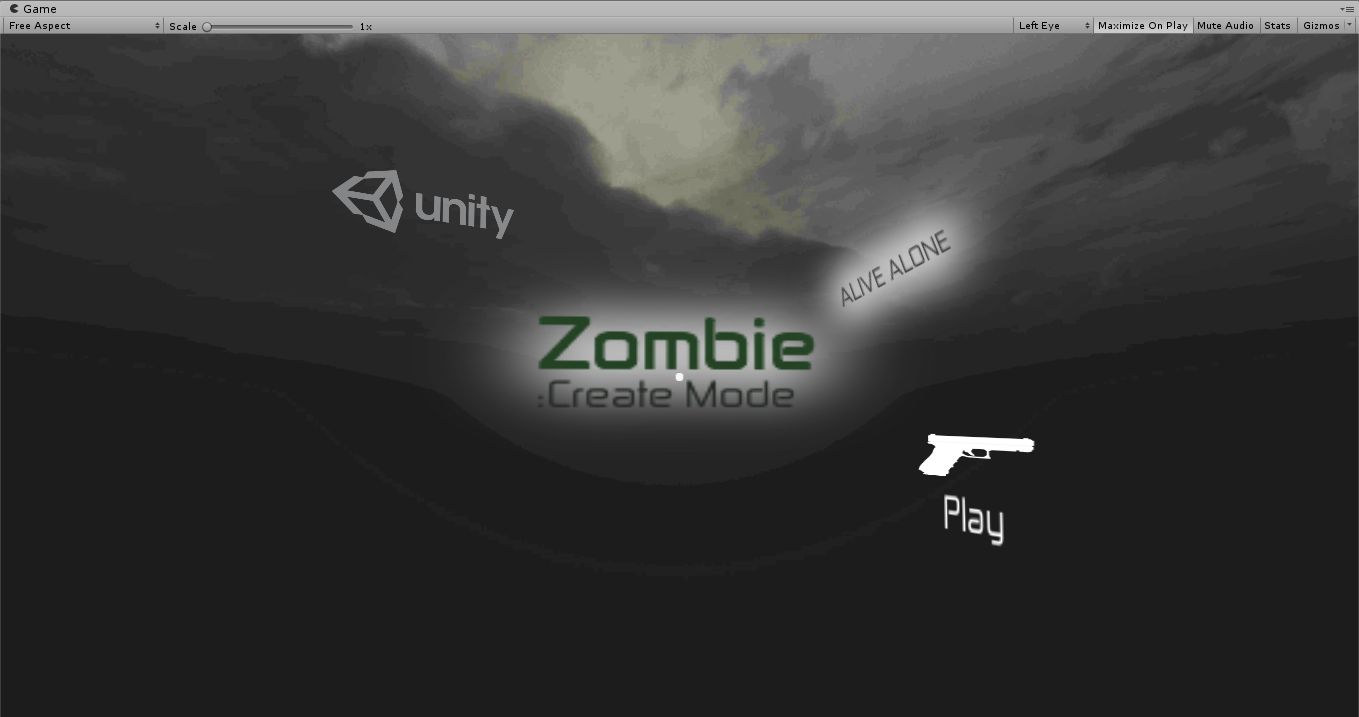 Game
Free Aspect Scale 1x Left Eye Maximize On Play Mute Audio Stats Gizmos
unity
ALIVE ALONE
Zombie
:Create Mode
Play